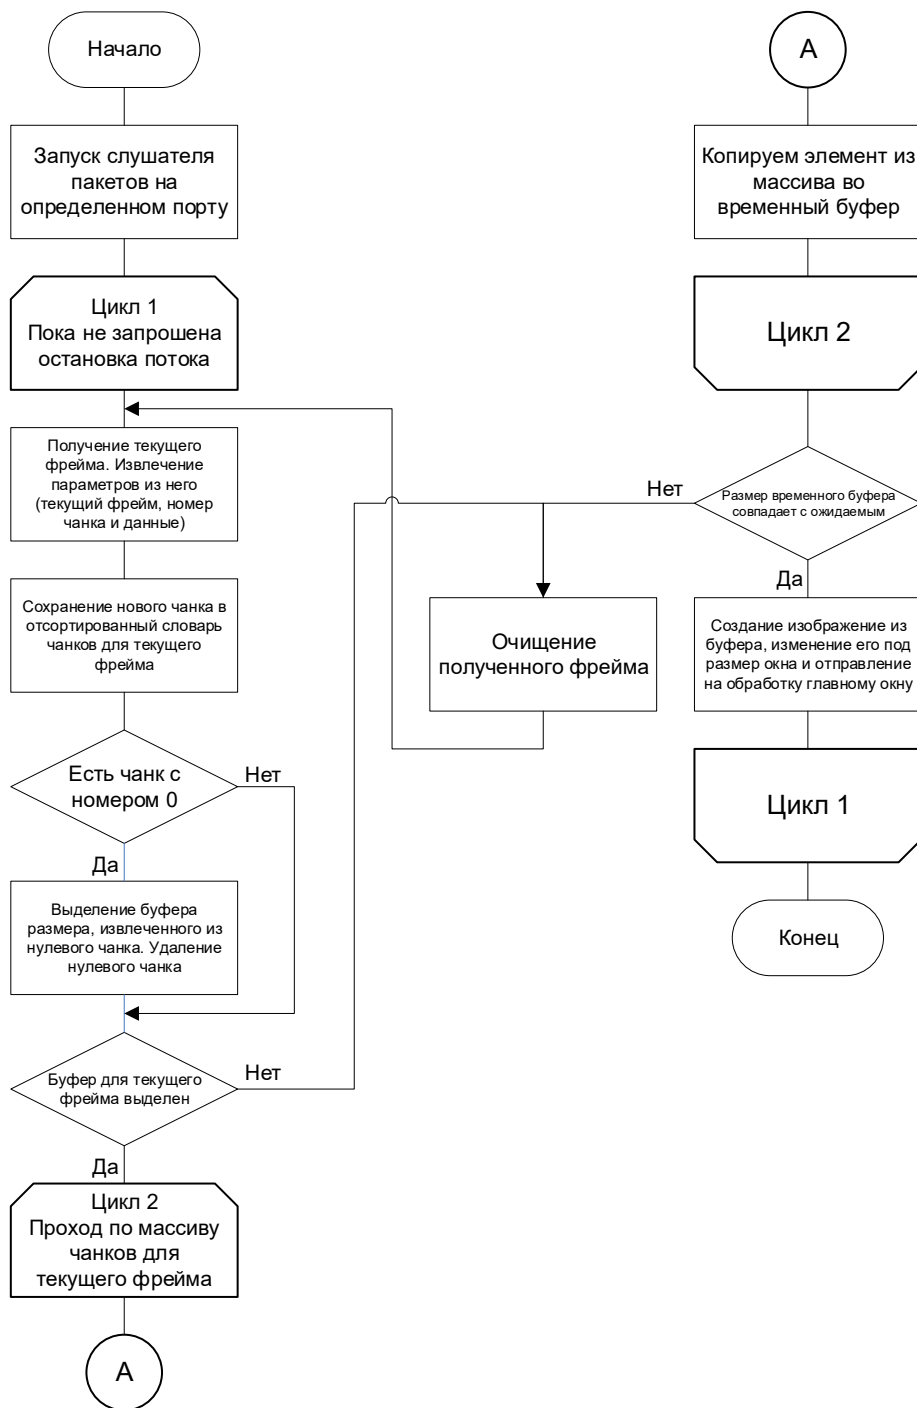 Начало
Запуск слушателя
пакетов на
определенном порту
Цикл 1
Пока не запрошена
остановка потока
Получение текущего
фрейма. Извлечение
параметров из него
(текущий фрейм, номер
чанка и данные)
Сохранение нового чанка в
отсортированный словарь
чанков для текущего
фрейма
Есть чанк с
номером 0
Нет
Да
Выделение буфера
размера, извлеченного из
нулевого чанка. Удаление
нулевого чанка
Буфер для текущего
фрейма выделен
Нет
Да
Цикл 2
Проход по массиву
чанков для
текущего фрейма
А
А
Копируем элемент из
массива во
временный буфер
Цикл 2
Размер временного буфера
совпадает с ожидаемым
Нет
Да
Очищение
полученного фрейма
Создание изображение из
буфера, изменение его под
размер окна и отправление
на обработку главному окну
Цикл 1
Конец